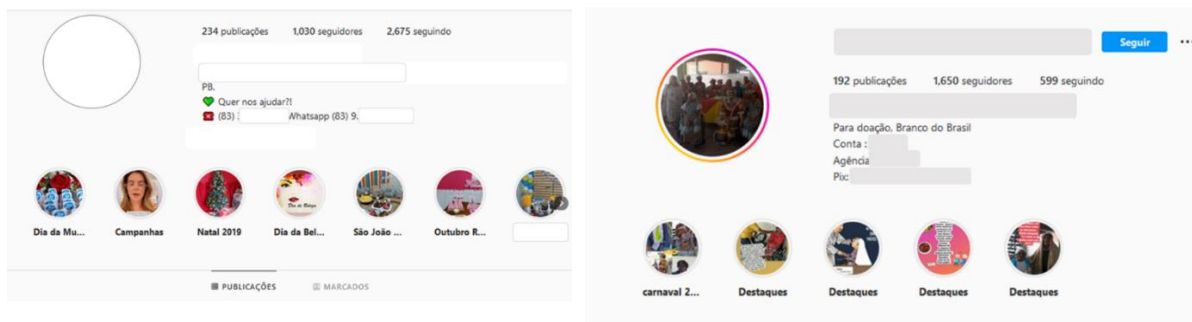 234 publicações 1,030 seguidores 2,675 seguindo
PB.
Quer nos ajudar?!
(83) Whatsapp (83) 9.
Dia da Mu... Campanhas Natal 2019 Dia da Bel... São João ... Outubro R...
PUBLICAÇÕES MARCADOS
Seguir
192 publicações 1,650 seguidores 599 seguindo
Para doação, Branco do Brasil
Conta :
Agência
Pix:
carnaval 2... Destaques Destaques Destaques Destaques